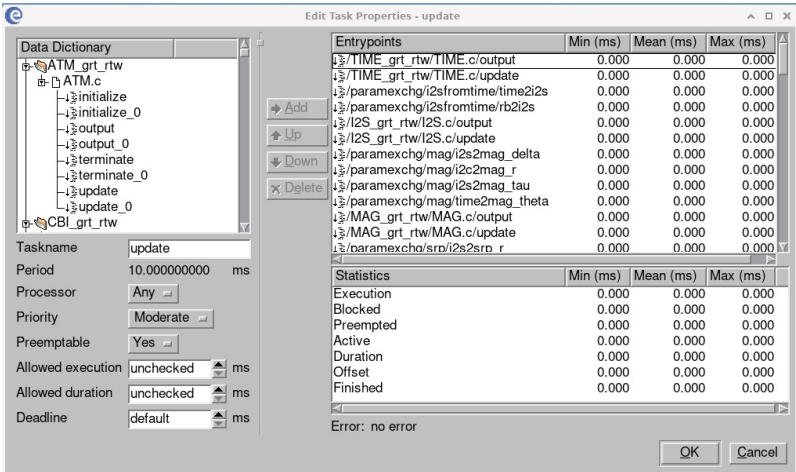 Edit Task Properties - update
Data Dictionary
ATM_grt_rtw
ATM.c
initialize
initialize_0
output
output_0
terminate
terminate_0
update
update_0
CBI_grt_rtw
Taskname update
Period 10.000000000 ms
Processor Any
Priority Moderate
Preemptable Yes
Allowed execution unchecked ms
Allowed duration unchecked ms
Deadline default ms
Add
Up
Down
Delete
Entrypoints Min (ms) Mean (ms) Max (ms)
/TIME_grt_rtw/TIME.c/output 0.000 0.000 0.000
/TIME_grt_rtw/TIME.c/update 0.000 0.000 0.000
/paramexchg/i2sfromtime/time2i2s 0.000 0.000 0.000
/paramexchg/i2sfromtime/rb2i2s 0.000 0.000 0.000
/I2S_grt_rtw/I2S.c/output 0.000 0.000 0.000
/I2S_grt_rtw/I2S.c/update 0.000 0.000 0.000
/paramexchg/mag/i2s2mag_delta 0.000 0.000 0.000
/paramexchg/mag/i2c2mag_r 0.000 0.000 0.000
/paramexchg/mag/i2s2mag_tau 0.000 0.000 0.000
/paramexchg/mag/time2mag_theta 0.000 0.000 0.000
/MAG_grt_rtw/MAG.c/output 0.000 0.000 0.000
/MAG_grt_rtw/MAG.c/update 0.000 0.000 0.000
/paramexchg/srp/i2s2srp_r 0.000 0.000 0.000
Statistics Min (ms) Mean (ms) Max (ms)
Execution 0.000 0.000 0.000
Blocked 0.000 0.000 0.000
Preempted 0.000 0.000 0.000
Active 0.000 0.000 0.000
Duration 0.000 0.000 0.000
Offset 0.000 0.000 0.000
Finished 0.000 0.000 0.000
Error: no error
OK
Cancel